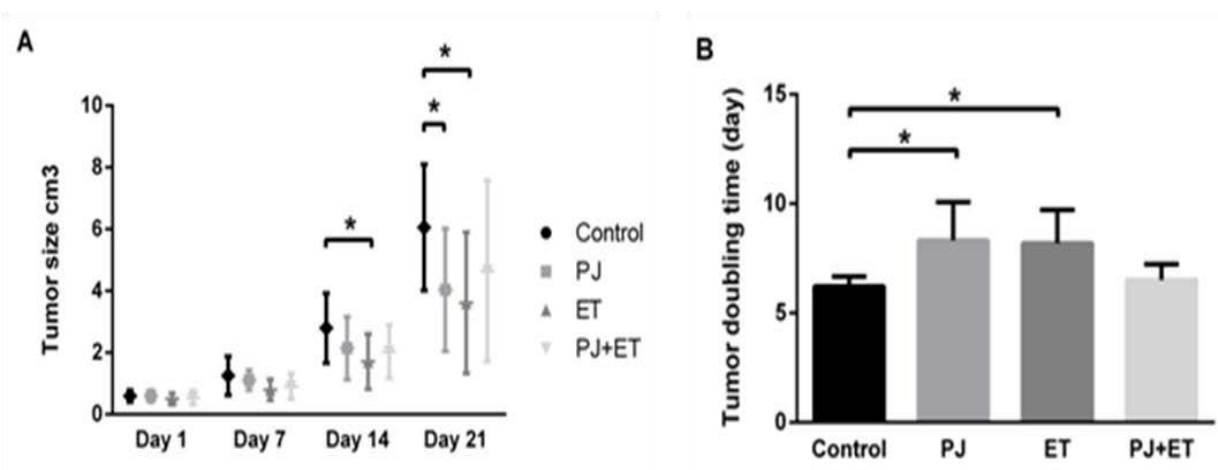 A
*
*
*
Tumor size cm3
10
8
6
4
2
0
Day 1 Day 7 Day 14 Day 21
Control
PJ
ET
PJ+ET
B
*
*
Tumor doubling time (day)
15
10
5
0
Control PJ ET PJ+ET